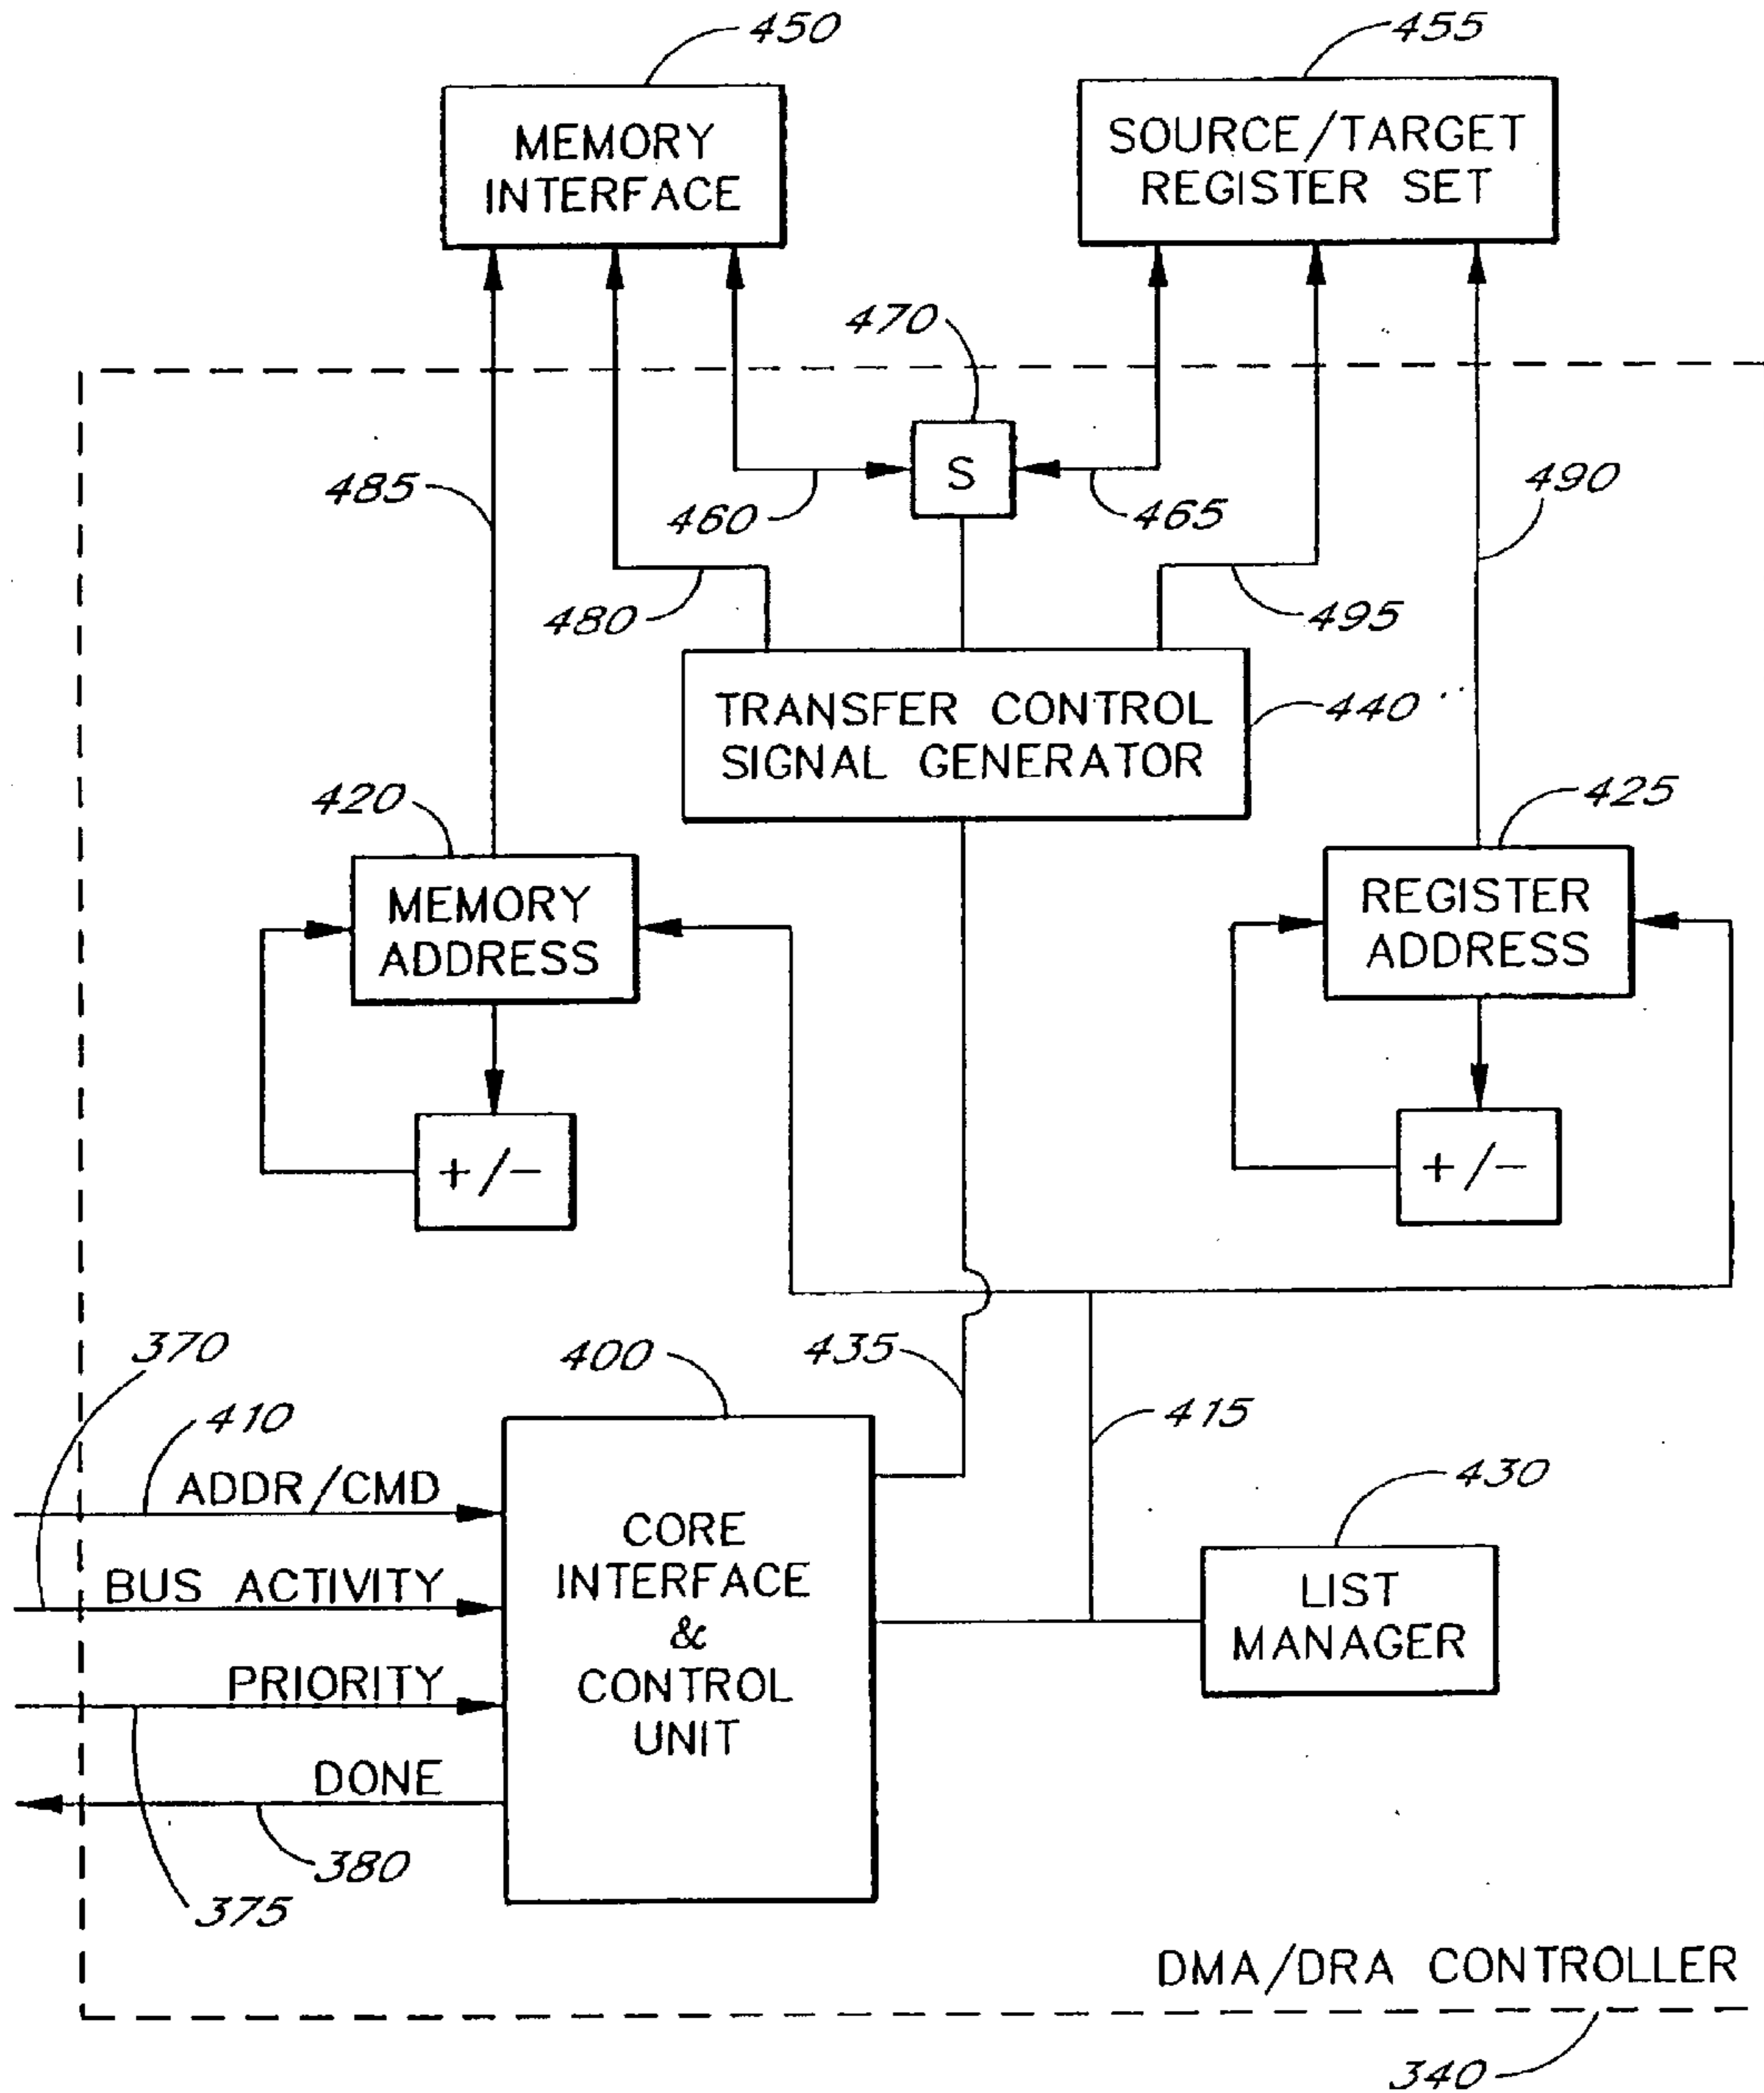 450
455
MEMORY
INTERFACE
SOURCE/TARGET
REGISTER SET
470
S
485
460
465
490
480
495
TRANSFER CONTROL
SIGNAL GENERATOR
440
420
425
MEMORY
ADDRESS
REGISTER
ADDRESS
+/-
+/-
370
400
435
410
415
ADDR/CMD
430
CORE
INTERFACE
&
CONTROL
UNIT
BUS ACTIVITY
LIST
MANAGER
PRIORITY
DONE
380
375
DMA/DRA CONTROLLER
340